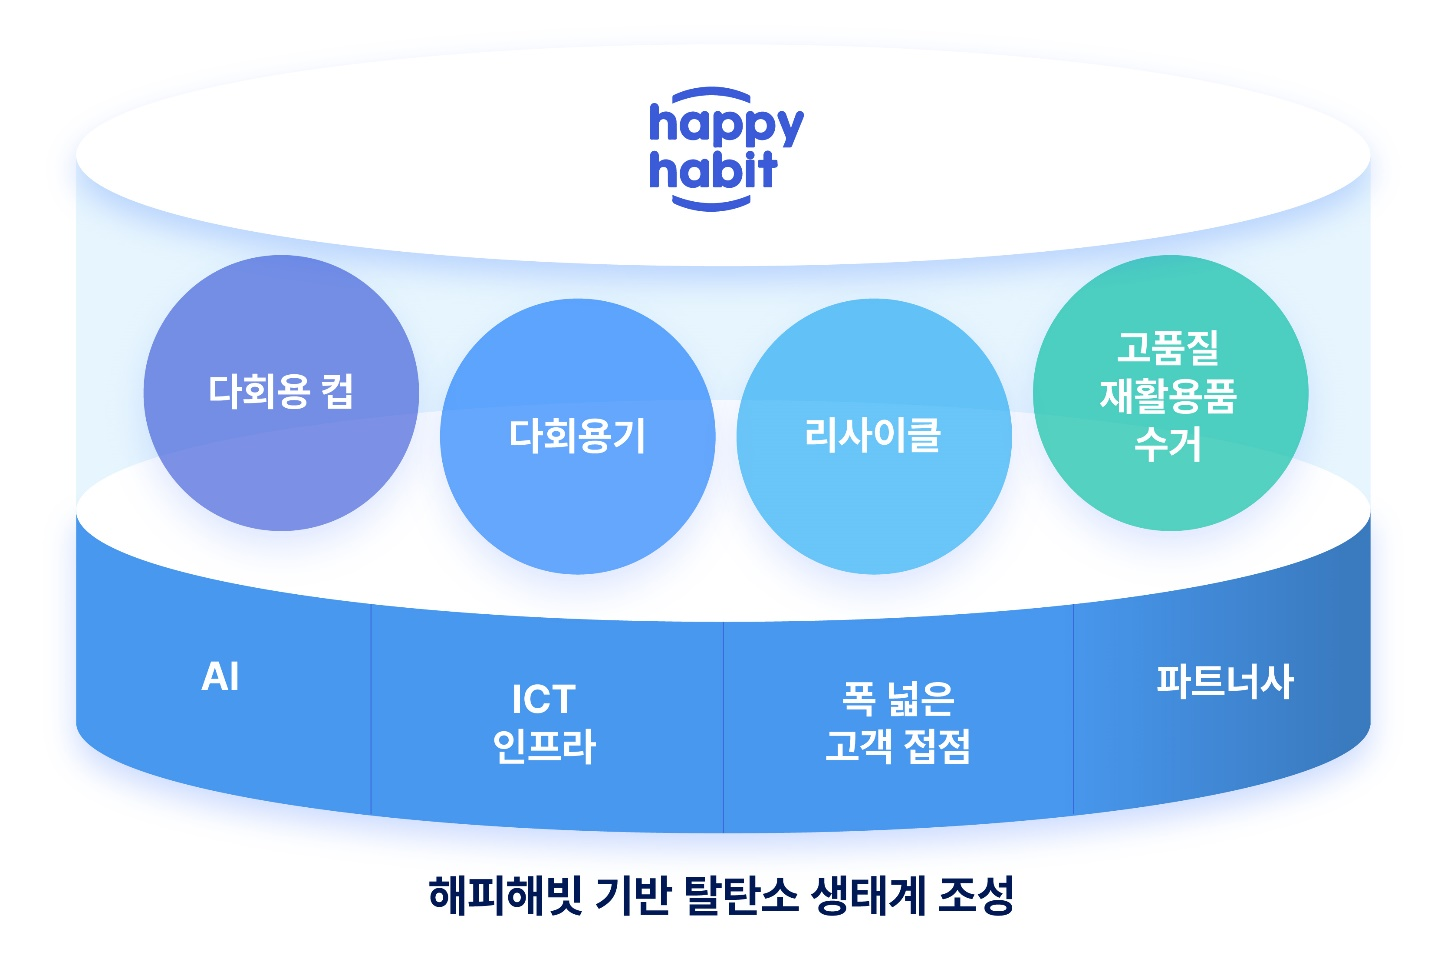 happy
habit
다회용 컵
다회용기
리사이클
고품질
재활용품
수거
AI
ICT
인프라
폭 넓은
고객 접점
파트너사
해피해빗 기반 탈탄소 생태계 조성